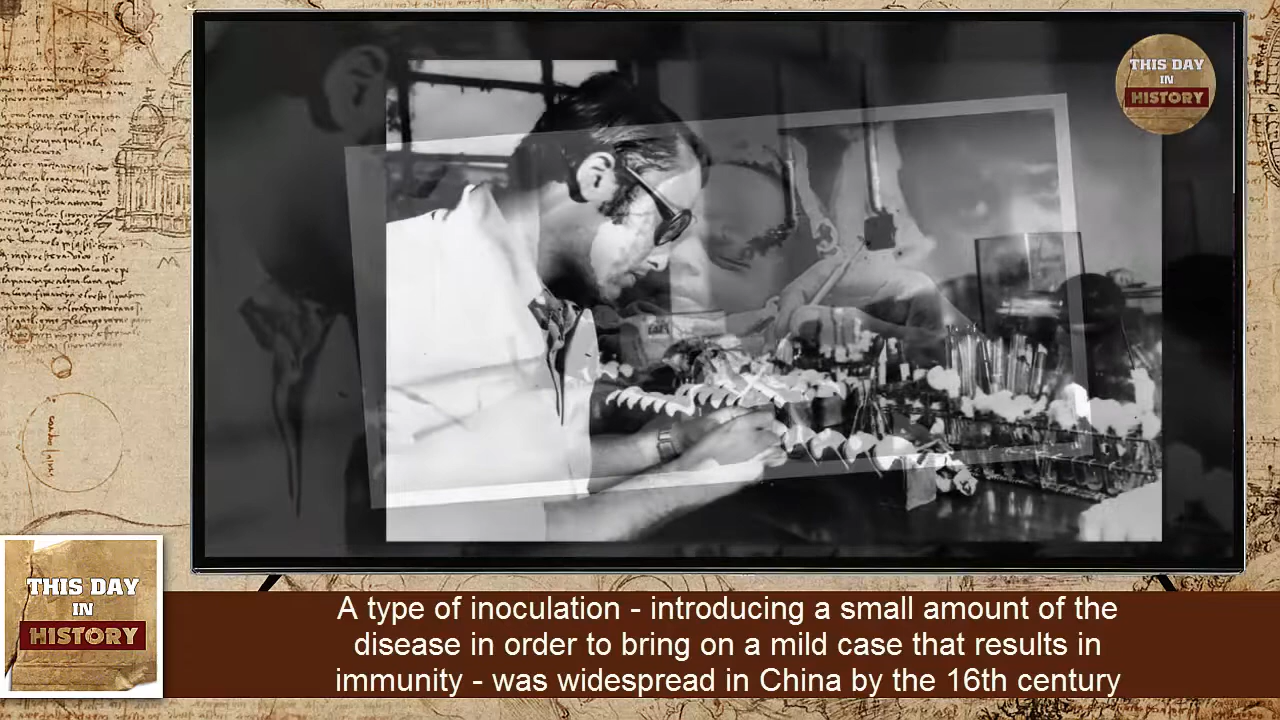 THIS DAY
IN
HISTORY
THIS DAY
IN
HISTORY
A type of inoculation - introducing a small amount of the
disease in order to bring on a mild case that results in
immunity - was widespread in China by the 16th century